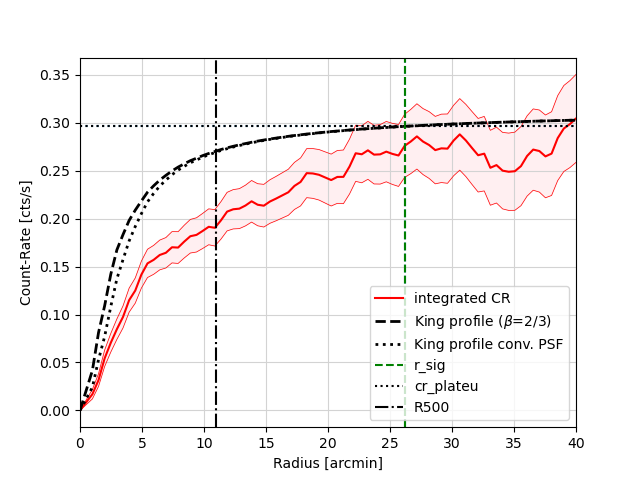 0.35
0.30
0.25
0.20
0.15
0.10
0.05
0.00
Count-Rate [cts/s]
integrated CR
King profile (β=2/3)
King profile conv. PSF
r_sig
cr_plateu
R500
0 5 10 15 20 25 30 35 40
Radius [arcmin]